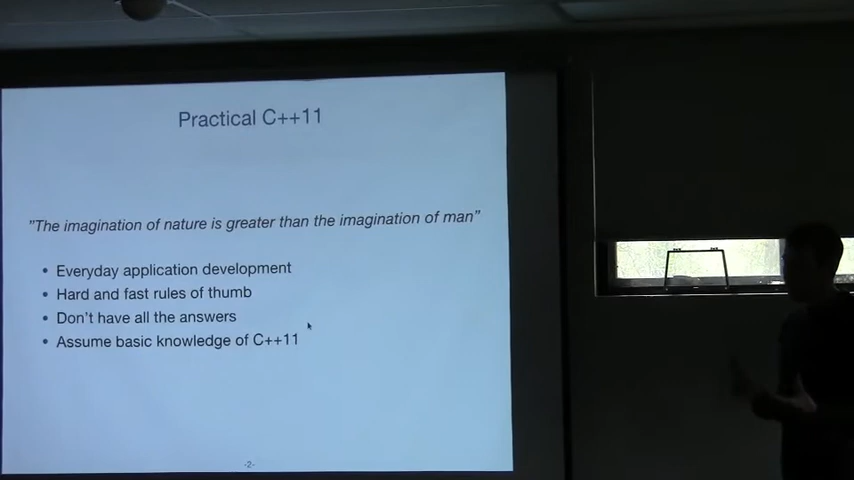 Practical C++11
"The imagination of nature is greater than the imagination of man"
• Everyday application development
• Hard and fast rules of thumb
• Don't have all the answers
• Assume basic knowledge of C++11
-2-